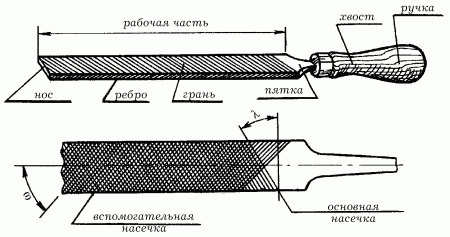 рабочая часть
хвост
ручка
нос
ребро
грань
пятка
λ
ω
вспомогательная
насечка
основная
насечка